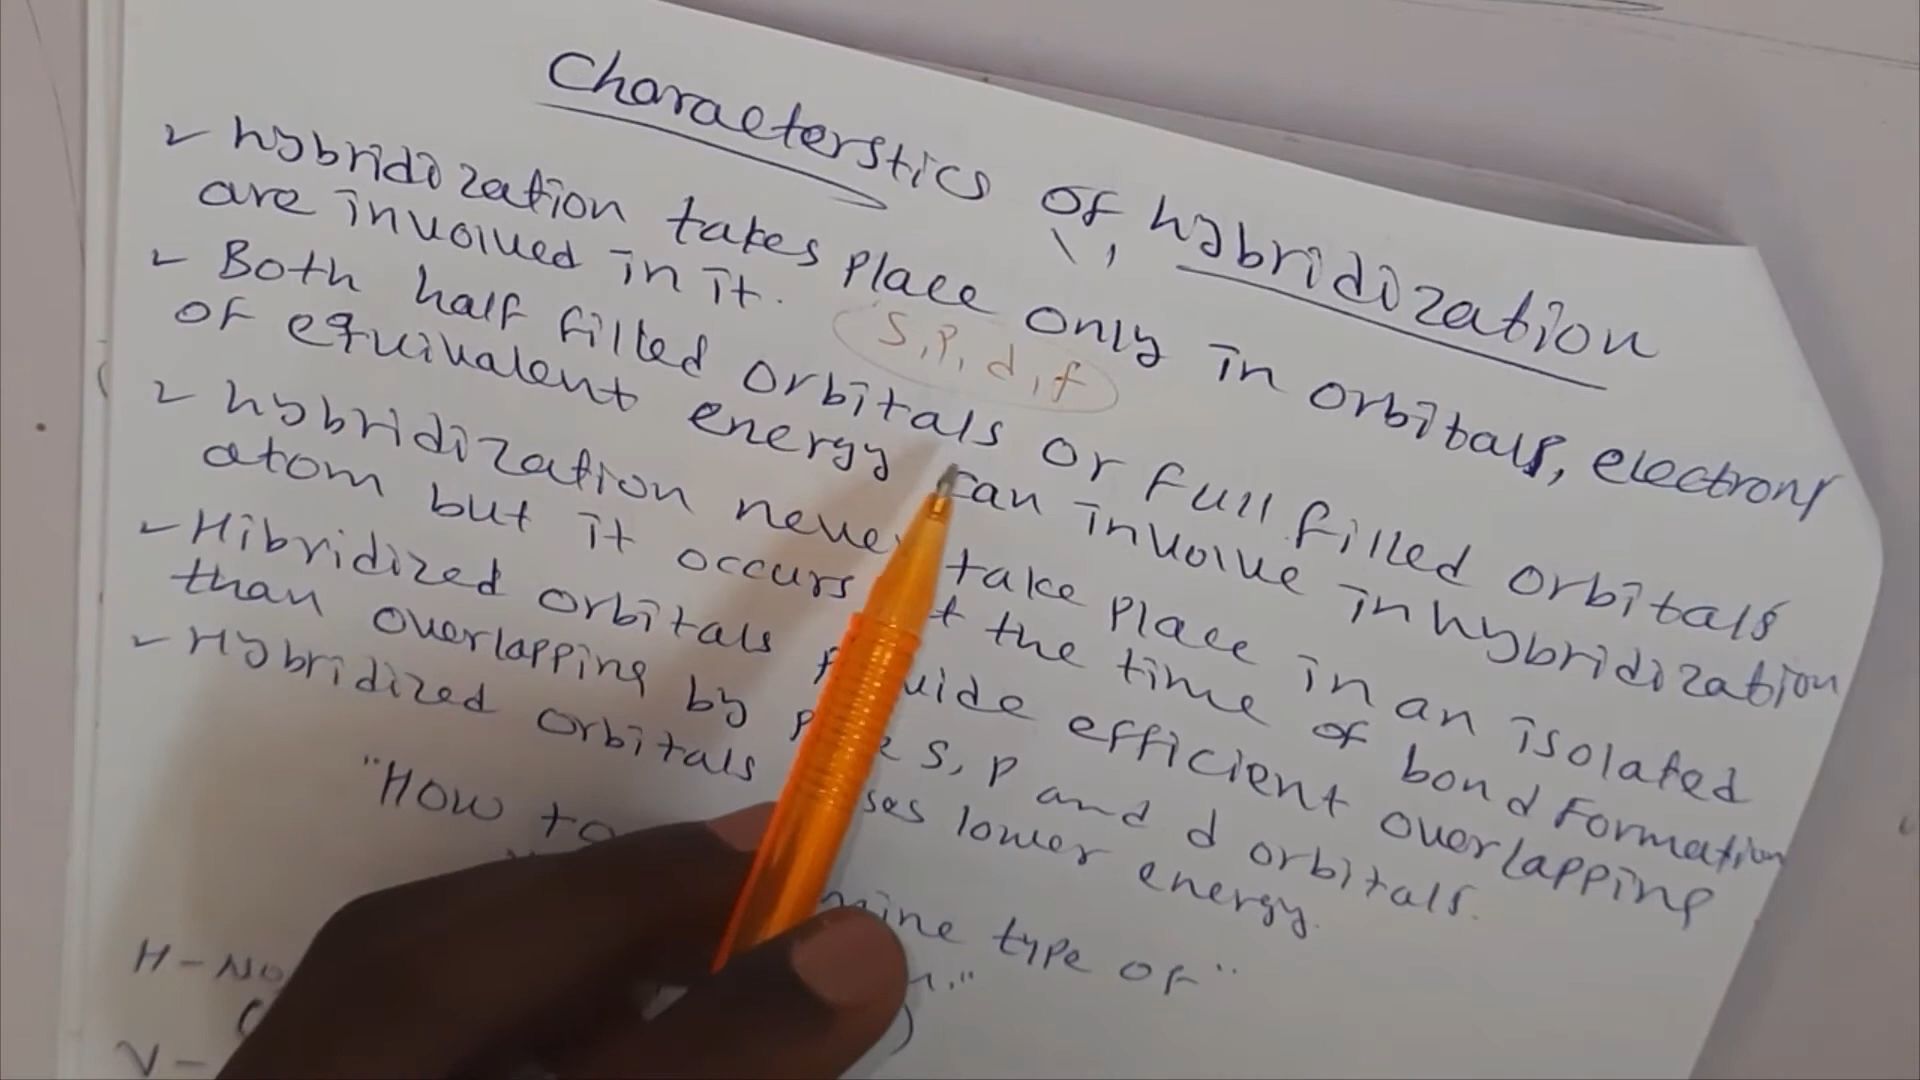 Characterstics of hybridization
hybridization takes place only in orbitals, electrons
are involved in it.
s, p, d, f
Both half filled orbitals or full filled orbitals
of equivalent energy can involve in hybridization
hybridization never take place in an isolated
atom but it occurs at the time of bond formation
Hibridized orbitals provide efficient overlapping
than overlapping by pure s, p and d orbitals.
Hybridized orbitals lower energy.
"How to type of"
H - No
V -